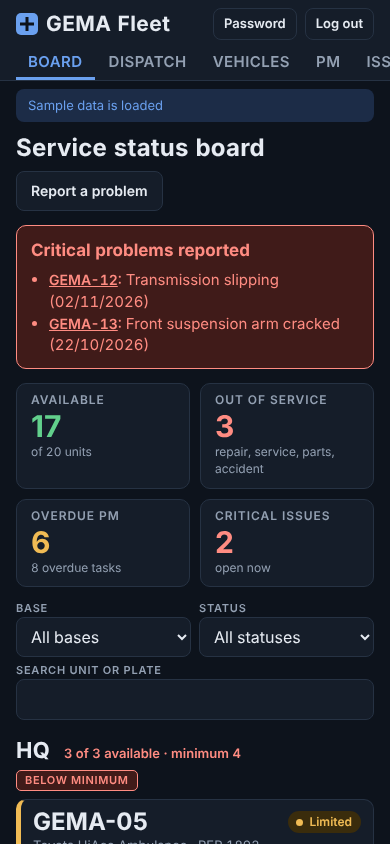 GEMA Fleet
Password
Log out
BOARD DISPATCH VEHICLES PM ISS
Sample data is loaded
Service status board
Report a problem
Critical problems reported
• GEMA-12: Transmission slipping
(02/11/2026)
• GEMA-13: Front suspension arm cracked
(22/10/2026)
AVAILABLE
17
of 20 units
OUT OF SERVICE
3
repair, service, parts,
accident
OVERDUE PM
6
8 overdue tasks
CRITICAL ISSUES
2
open now
BASE
All bases
STATUS
All statuses
SEARCH UNIT OR PLATE
HQ 3 of 3 available · minimum 4
BELOW MINIMUM
GEMA-05
Limited